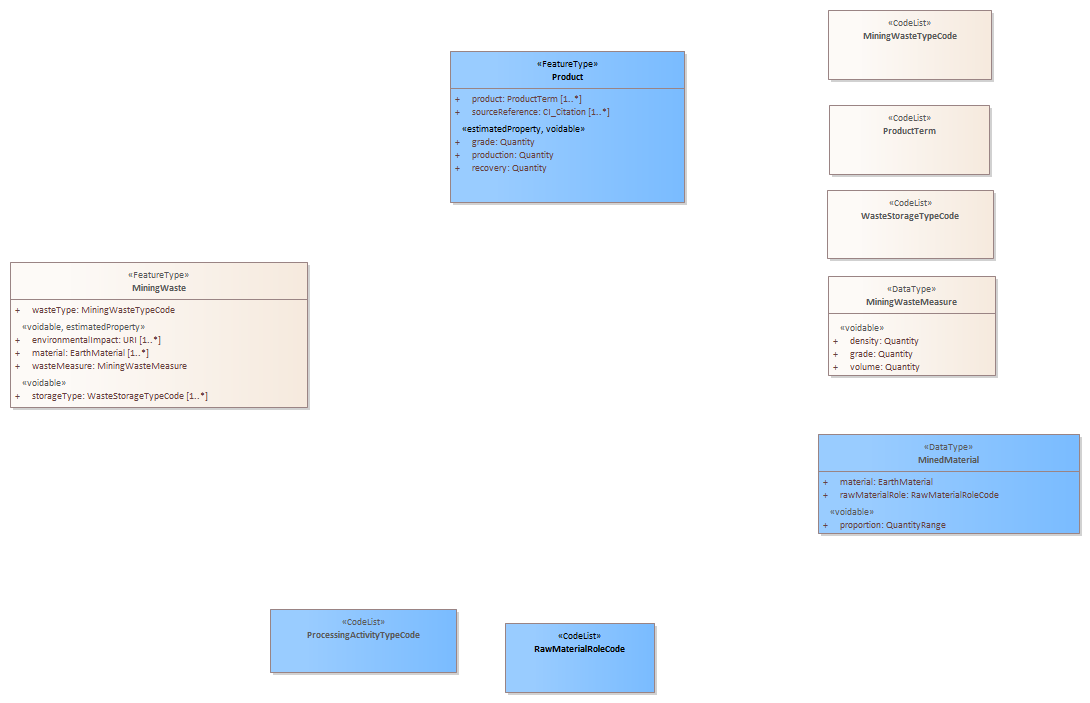 «CodeList»
MiningWasteTypeCode
«FeatureType»
Product
+ product: ProductTerm [1..*]
+ sourceReference: CI_Citation [1..*]
«estimatedProperty, voidable»
+ grade: Quantity
+ production: Quantity
+ recovery: Quantity
«CodeList»
ProductTerm
«CodeList»
WasteStorageTypeCode
«FeatureType»
MiningWaste
+ wasteType: MiningWasteTypeCode
«voidable, estimatedProperty»
+ environmentalImpact: URI [1..*]
+ material: EarthMaterial [1..*]
+ wasteMeasure: MiningWasteMeasure
«voidable»
+ storageType: WasteStorageTypeCode [1..*]
«DataType»
MiningWasteMeasure
«voidable»
+ density: Quantity
+ grade: Quantity
+ volume: Quantity
«DataType»
MinedMaterial
+ material: EarthMaterial
+ rawMaterialRole: RawMaterialRoleCode
«voidable»
+ proportion: QuantityRange
«CodeList»
ProcessingActivityTypeCode
«CodeList»
RawMaterialRoleCode